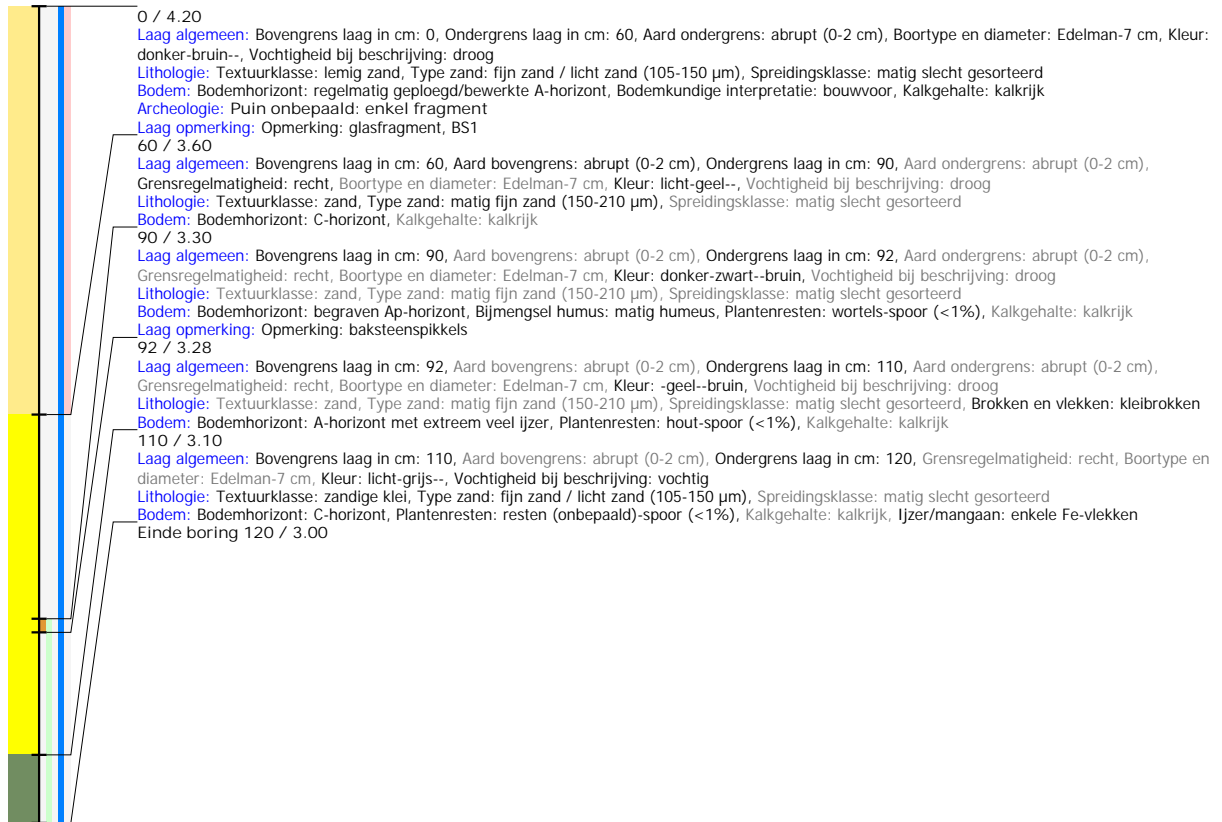 0 / 4.20
Laag algemeen: Bovengrens laag in cm: 0, Ondergrens laag in cm: 60, Aard ondergrens: abrupt (0-2 cm), Boortype en diameter: Edelman-7 cm, Kleur:
donker-bruin--, Vochtigheid bij beschrijving: droog
Lithologie: Textuurklasse: lemig zand, Type zand: fijn zand / licht zand (105-150 µm), Spreidingsklasse: matig slecht gesorteerd
Bodem: Bodemhorizont: regelmatig geploegd/bewerkte A-horizont, Bodemkundige interpretatie: bouwvoor, Kalkgehalte: kalkrijk
Archeologie: Puin onbepaald: enkel fragment
Laag opmerking: Opmerking: glasfragment, BS1
60 / 3.60
Laag algemeen: Bovengrens laag in cm: 60, Aard bovengrens: abrupt (0-2 cm), Ondergrens laag in cm: 90, Aard ondergrens: abrupt (0-2 cm),
Grensregelmatigheid: recht, Boortype en diameter: Edelman-7 cm, Kleur: licht-geel--, Vochtigheid bij beschrijving: droog
Lithologie: Textuurklasse: zand, Type zand: matig fijn zand (150-210 µm), Spreidingsklasse: matig slecht gesorteerd
Bodem: Bodemhorizont: C-horizont, Kalkgehalte: kalkrijk
90 / 3.30
Laag algemeen: Bovengrens laag in cm: 90, Aard bovengrens: abrupt (0-2 cm), Ondergrens laag in cm: 92, Aard ondergrens: abrupt (0-2 cm),
Grensregelmatigheid: recht, Boortype en diameter: Edelman-7 cm, Kleur: donker-zwart--bruin, Vochtigheid bij beschrijving: droog
Lithologie: Textuurklasse: zand, Type zand: matig fijn zand (150-210 µm), Spreidingsklasse: matig slecht gesorteerd
Bodem: Bodemhorizont: begraven Ap-horizont, Bijmengsel humus: matig humeus, Plantenresten: wortels-spoor (<1%), Kalkgehalte: kalkrijk
Laag opmerking: Opmerking: baksteenspikkels
92 / 3.28
Laag algemeen: Bovengrens laag in cm: 92, Aard bovengrens: abrupt (0-2 cm), Ondergrens laag in cm: 110, Aard ondergrens: abrupt (0-2 cm),
Grensregelmatigheid: recht, Boortype en diameter: Edelman-7 cm, Kleur: -geel--bruin, Vochtigheid bij beschrijving: droog
Lithologie: Textuurklasse: zand, Type zand: matig fijn zand (150-210 µm), Spreidingsklasse: matig slecht gesorteerd, Brokken en vlekken: kleibrokken
Bodem: Bodemhorizont: A-horizont met extreem veel ijzer, Plantenresten: hout-spoor (<1%), Kalkgehalte: kalkrijk
110 / 3.10
Laag algemeen: Bovengrens laag in cm: 110, Aard bovengrens: abrupt (0-2 cm), Ondergrens laag in cm: 120, Grensregelmatigheid: recht, Boortype en
diameter: Edelman-7 cm, Kleur: licht-grijs--, Vochtigheid bij beschrijving: vochtig
Lithologie: Textuurklasse: zandige klei, Type zand: fijn zand / licht zand (105-150 µm), Spreidingsklasse: matig slecht gesorteerd
Bodem: Bodemhorizont: C-horizont, Plantenresten: resten (onbepaald)-spoor (<1%), Kalkgehalte: kalkrijk, Ijzer/mangaan: enkele Fe-vlekken
Einde boring 120 / 3.00